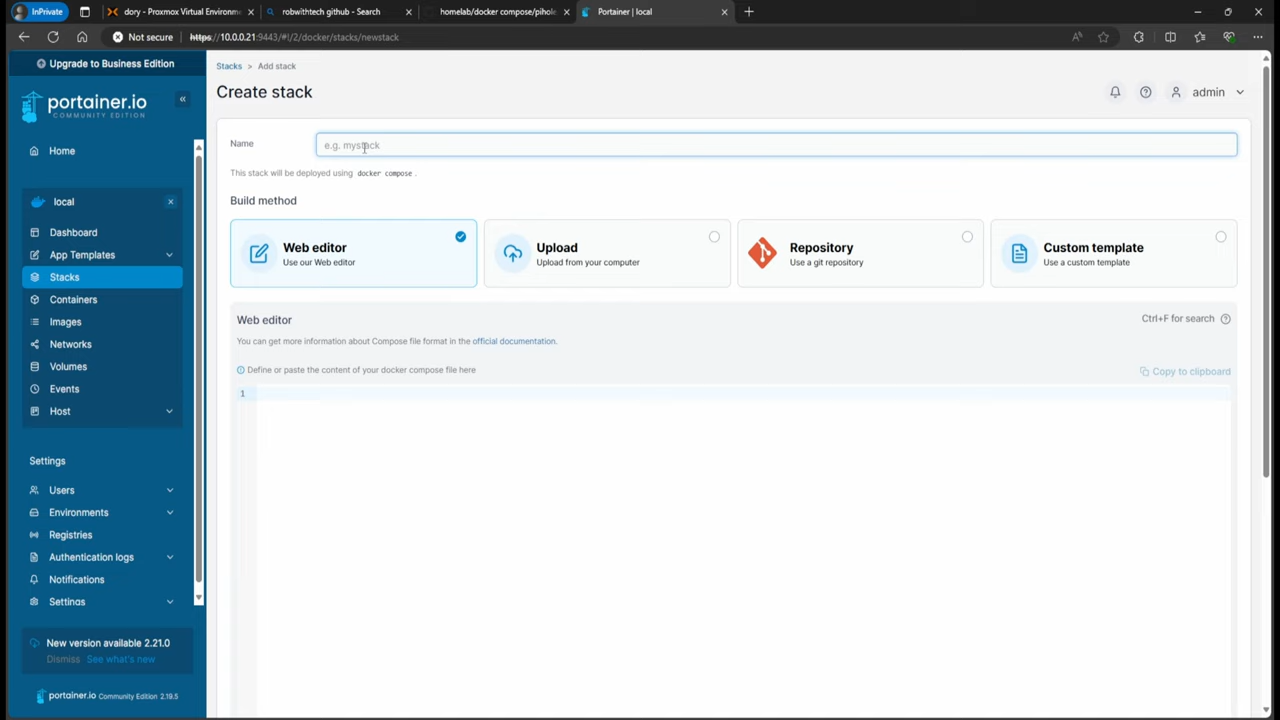 InPrivate
dory - Proxmox Virtual Environme
robwithtech github - Search
homelab/docker compose/pihole
Portainer | local
Not secure
https://10.0.0.21:9443/#!/2/docker/stacks/newstack
Upgrade to Business Edition
portainer.io
COMMUNITY EDITION
Home
local
Dashboard
App Templates
Stacks
Containers
Images
Networks
Volumes
Events
Host
Settings
Users
Environments
Registries
Authentication logs
Notifications
Settings
New version available 2.21.0
Dismiss See what's new
portainer.io Community Edition 2.19.5
Stacks > Add stack
Create stack
admin
Name
e.g. mystack
This stack will be deployed using docker compose .
Build method
Web editor
Use our Web editor
Upload
Upload from your computer
Repository
Use a git repository
Custom template
Use a custom template
Web editor
Ctrl+F for search
You can get more information about Compose file format in the official documentation.
Define or paste the content of your docker compose file here
Copy to clipboard
1